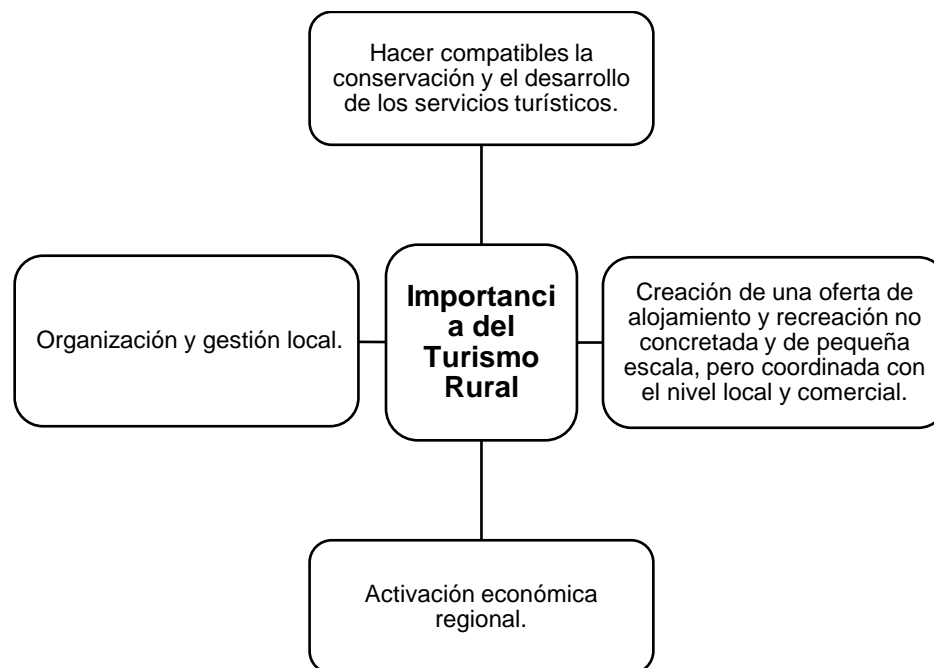 Hacer compatibles la
conservación y el desarrollo
de los servicios turísticos.
Organización y gestión local.
Importanci
a del
Turismo
Rural
Creación de una oferta de
alojamiento y recreación no
concretada y de pequeña
escala, pero coordinada con
el nivel local y comercial.
Activación económica
regional.